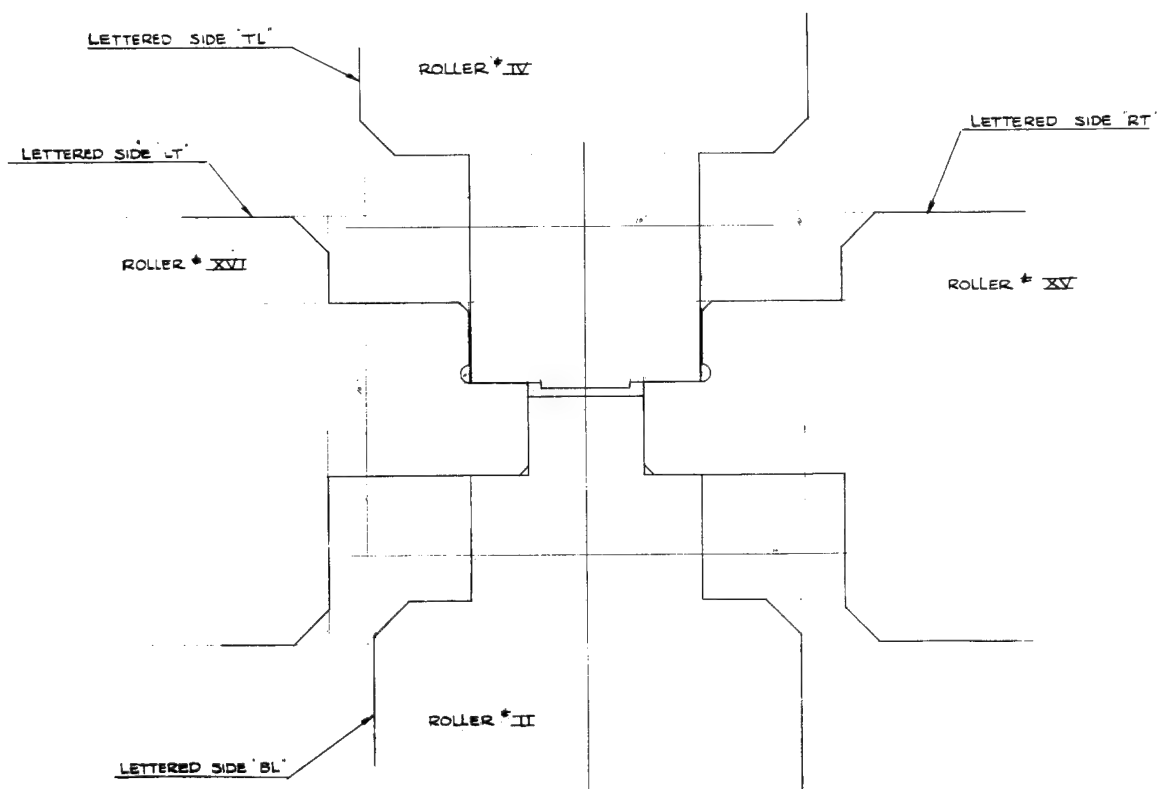 LETTERED SIDE "TL"
ROLLER # IV
LETTERED SIDE "RT"
LETTERED SIDE "LT"
ROLLER # XVI
ROLLER # XV
ROLLER # II
LETTERED SIDE "BL"